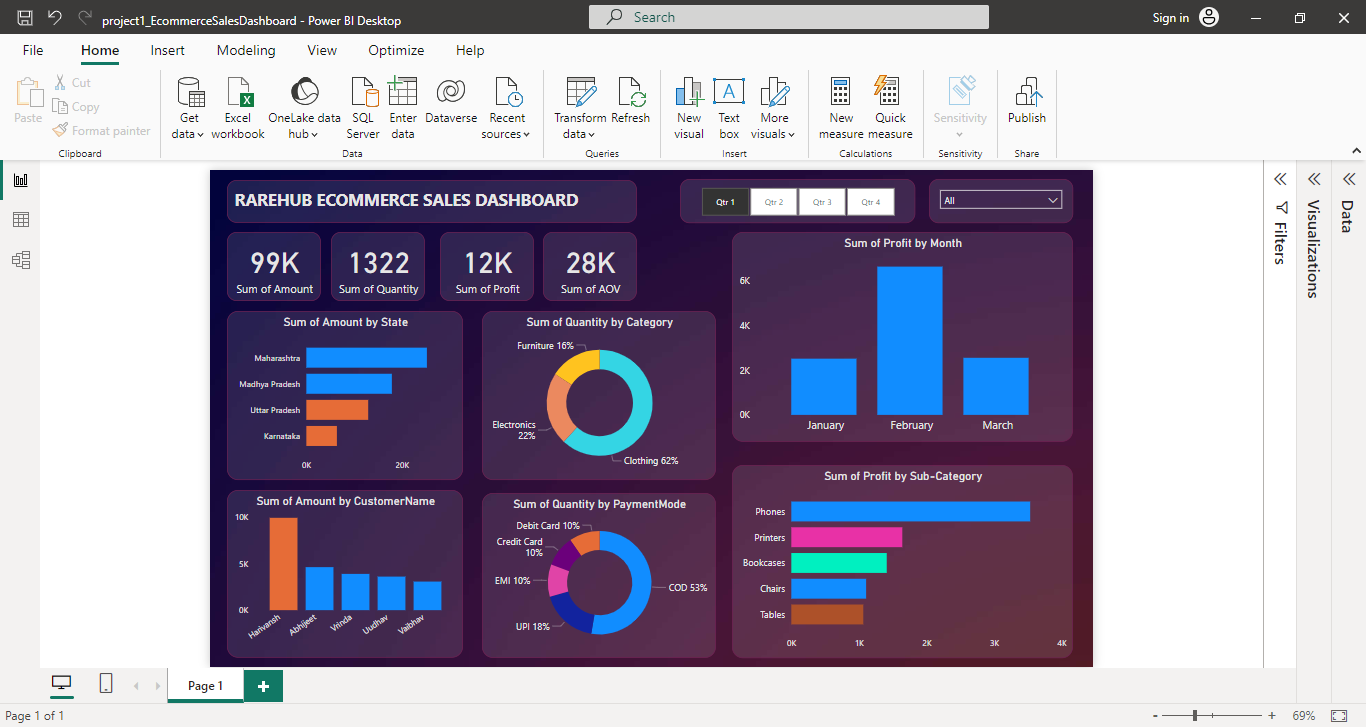 project1_EcommerceSalesDashboard - Power BI Desktop
Search
Sign in
File Home Insert Modeling View Optimize Help
Paste
Cut
Copy
Format painter
Clipboard
Get data
Excel workbook
OneLake data hub
SQL Server
Enter data
Dataverse
Recent sources
Data
Transform data
Refresh
Queries
New visual
Text box
More visuals
Insert
New measure
Quick measure
Calculations
Sensitivity
Sensitivity
Publish
Share
RAREHUB ECOMMERCE SALES DASHBOARD
Qtr 1 Qtr 2 Qtr 3 Qtr 4
All
99K
Sum of Amount
1322
Sum of Quantity
12K
Sum of Profit
28K
Sum of AOV
Sum of Amount by State
Maharashtra
Madhya Pradesh
Uttar Pradesh
Karnataka
0K 20K
Sum of Quantity by Category
Furniture 16%
Electronics
22%
Clothing 62%
Sum of Profit by Month
6K
4K
2K
0K
January February March
Sum of Amount by CustomerName
10K
5K
0K
Harivansh Abhijeet Vrinda Uudhav Vaibhav
Sum of Quantity by PaymentMode
Debit Card 10%
Credit Card
10%
EMI 10%
UPI 18%
COD 53%
Sum of Profit by Sub-Category
Phones
Printers
Bookcases
Chairs
Tables
0K 1K 2K 3K 4K
Filters
Visualizations
Data
Page 1
Page 1 of 1
69%